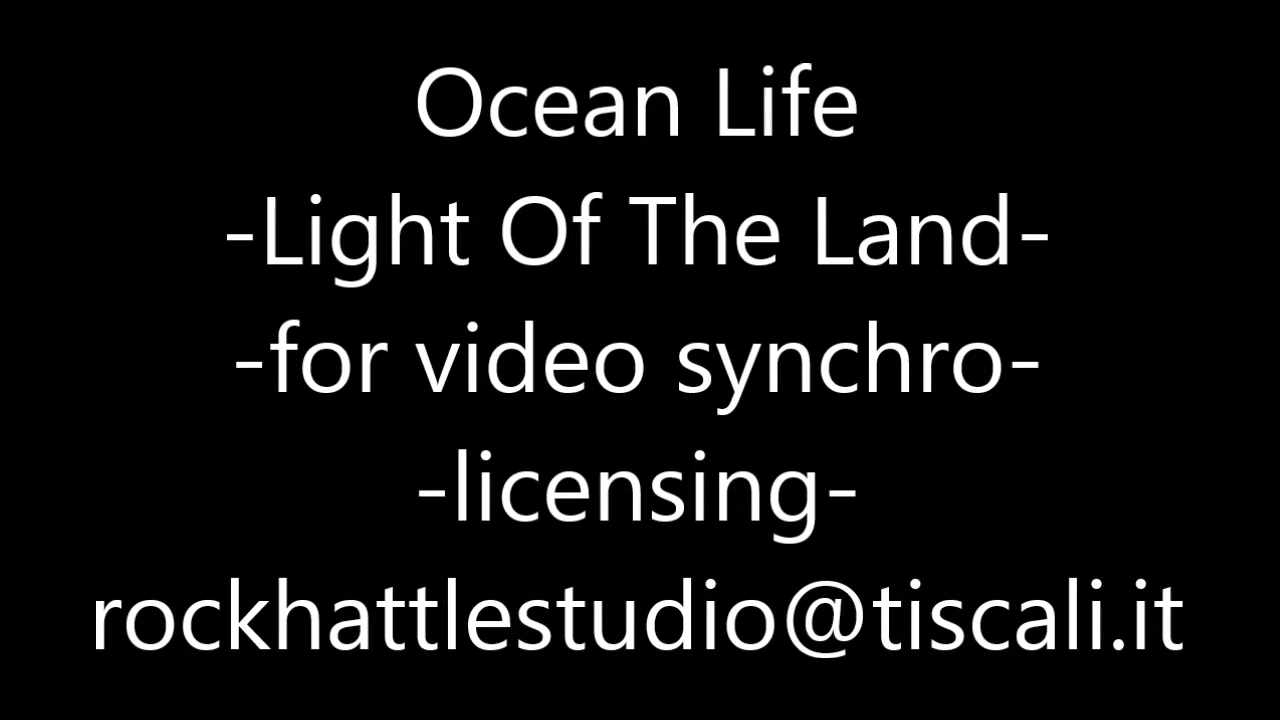 Ocean Life
-Light Of The Land-
-for video synchro-
-licensing-
rockhattlestudio@tiscali.it